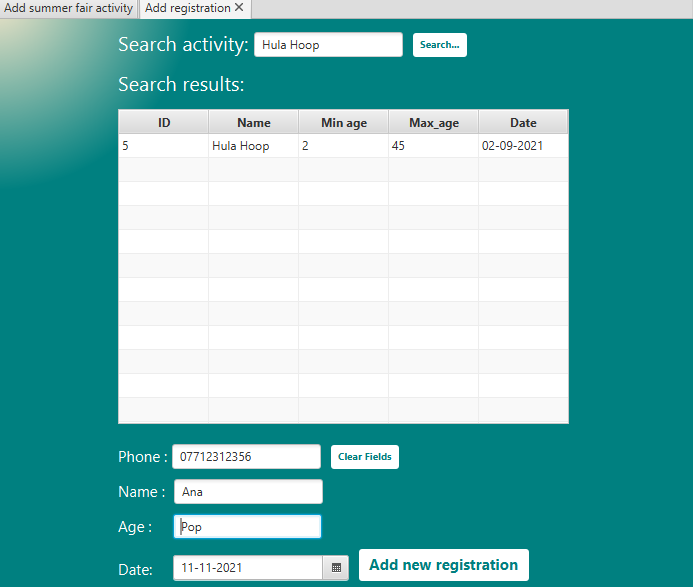 Add summer fair activity Add registration ✕
Search activity: Hula Hoop Search...
Search results:
ID Name Min age Max_age Date
5 Hula Hoop 2 45 02-09-2021
Phone : 07712312356 Clear Fields
Name : Ana
Age : Pop
Date: 11-11-2021 Add new registration